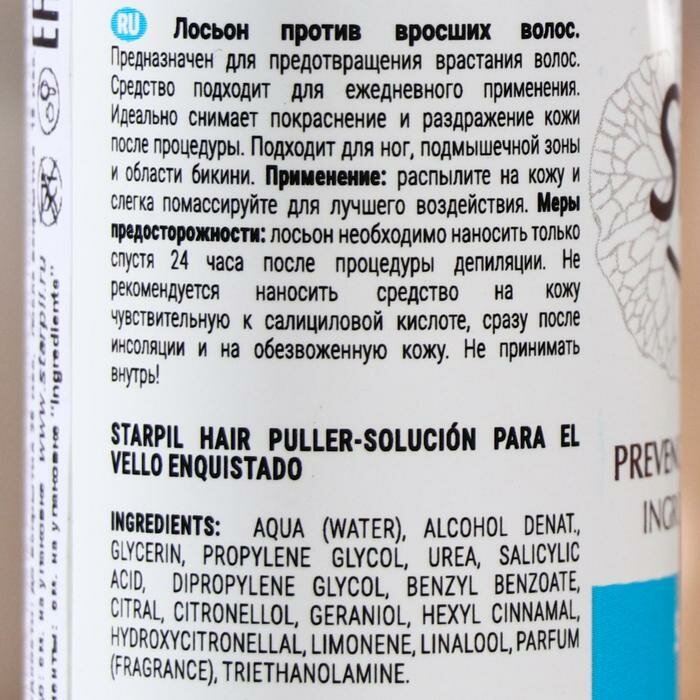 RU Лосьон против вросших волос.
Предназначен для предотвращения врастания волос.
Средство подходит для ежедневного применения.
Идеально снимает покраснение и раздражение кожи
после процедуры. Подходит для ног, подмышечной зоны
и области бикини. Применение: распылите на кожу и
слегка помассируйте для лучшего воздействия. Меры
предосторожности: лосьон необходимо наносить только
спустя 24 часа после процедуры депиляции. Не
рекомендуется наносить средство на кожу
чувствительную к салициловой кислоте, сразу после
инсоляции и на обезвоженную кожу. Не принимать
внутрь!
STARPIL HAIR PULLER-SOLUCIÓN PARA EL
VELLO ENQUISTADO
INGREDIENTS: AQUA (WATER), ALCOHOL DENAT.,
GLYCERIN, PROPYLENE GLYCOL, UREA, SALICYLIC
ACID, DIPROPYLENE GLYCOL, BENZYL BENZOATE,
CITRAL, CITRONELLOL, GERANIOL, HEXYL CINNAMAL,
HYDROXYCITRONELLAL, LIMONENE, LINALOOL, PARFUM
(FRAGRANCE), TRIETHANOLAMINE.